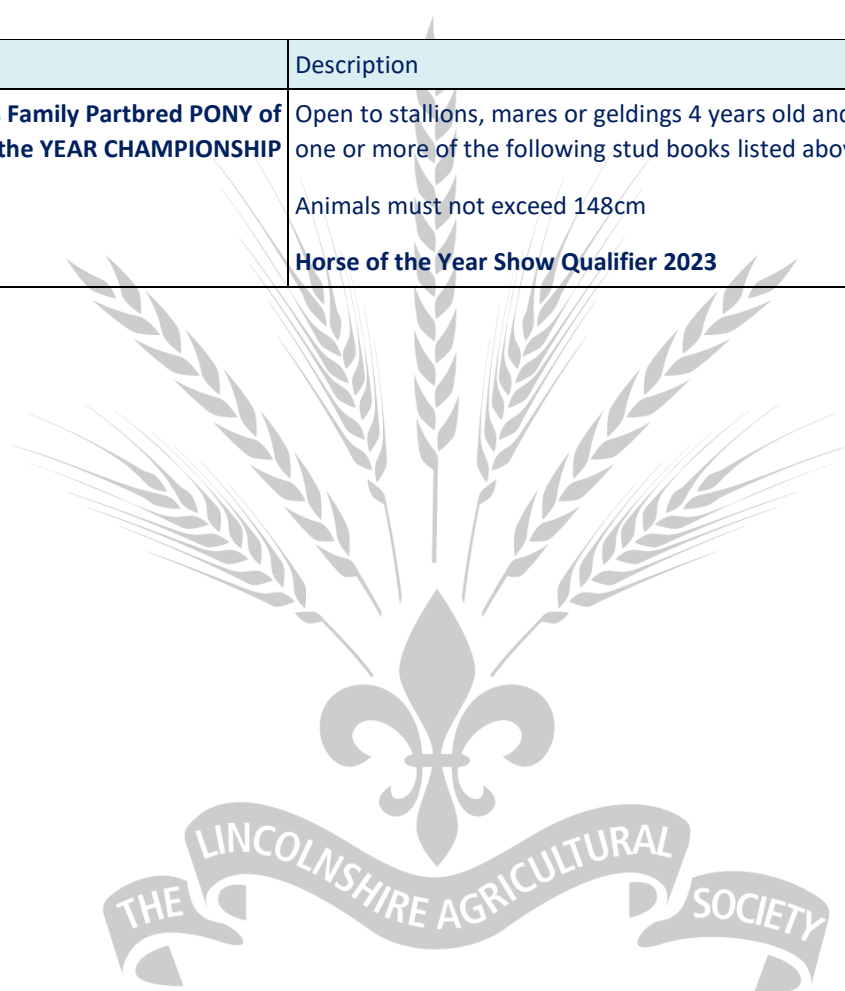 Description
Family Partbred PONY of
the YEAR CHAMPIONSHIP
Open to stallions, mares or geldings 4 years old and
one or more of the following stud books listed
Animals must not exceed 148cm
Horse of the Year Show Qualifier 2023
THE LINCOLNSHIRE AGRICULTURAL SOCIETY